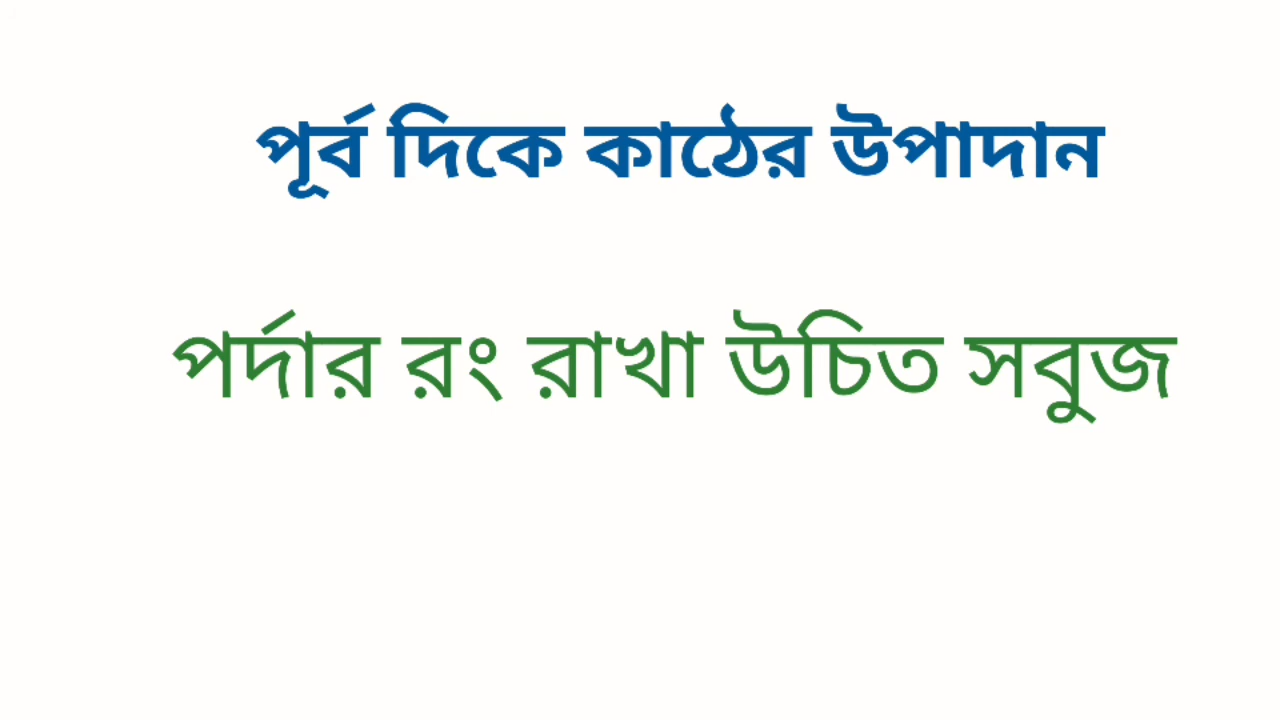 পূর্ব দিকে কাঠের উপাদান
পর্দার রং রাখা উচিত সবুজ